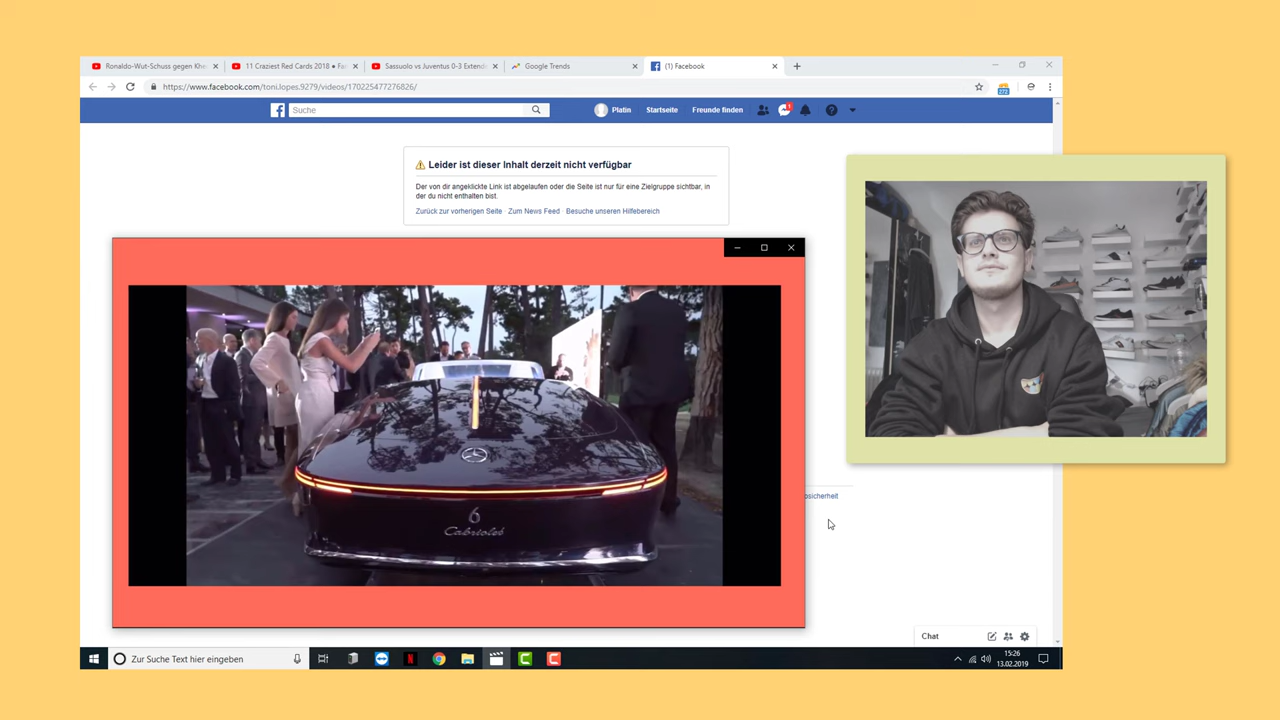 Ronaldo-Wut-Schuss gegen Khe
11 Craziest Red Cards 2018 ● Fa
Sassuolo vs Juventus 0-3 Extend
Google Trends
(1) Facebook
https://www.facebook.com/toni.lopes.9279/videos/1702254772768​26/
Suche
Platin
Startseite
Freunde finden
1
272
Leider ist dieser Inhalt derzeit nicht verfügbar
Der von dir angeklickte Link ist abgelaufen oder die Seite ist nur für eine Zielgruppe sichtbar, in
der du nicht enthalten bist.
Zurück zur vorherigen Seite · Zum News Feed · Besuche unseren Hilfebereich
6
Cabriolet
osicherheit
Chat
Zur Suche Text hier eingeben
15:26
13.02.2019